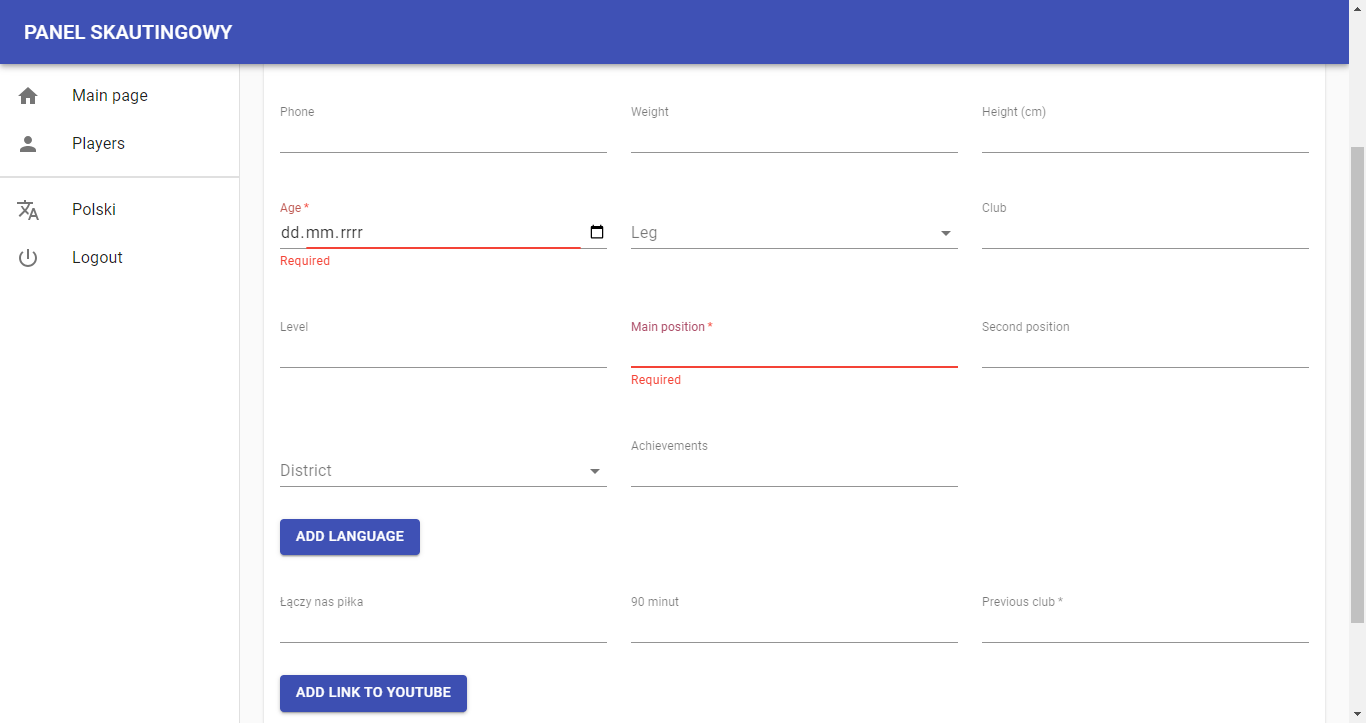 PANEL SKAUTINGOWY
Main page
Players
Polski
Logout
Phone
Weight
Height (cm)
Age *
dd.mm.rrrr
Required
Leg
Club
Level
Main position *
Required
Second position
District
Achievements
ADD LANGUAGE
Łączy nas piłka
90 minut
Previous club *
ADD LINK TO YOUTUBE